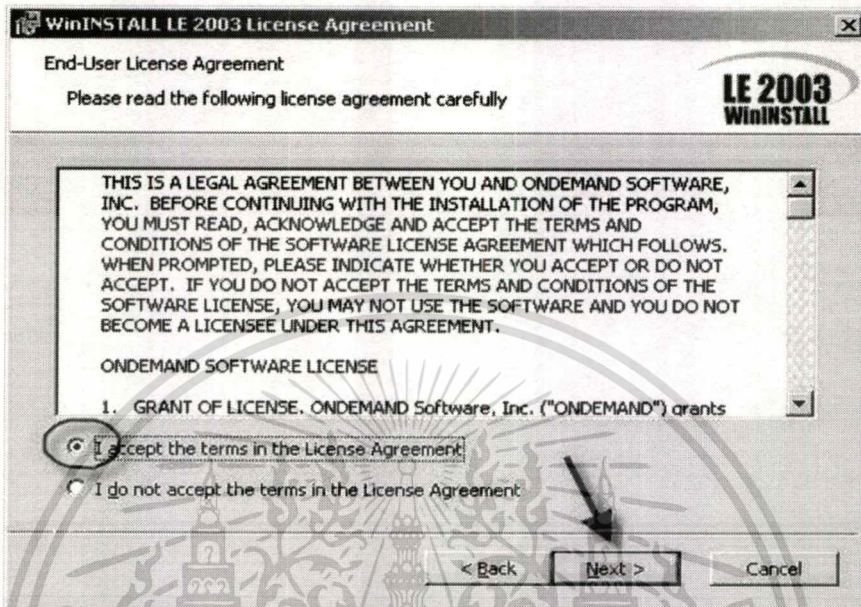 WinINSTALL LE 2003 License Agreement
End-User License Agreement
Please read the following license agreement carefully
LE 2003
WinINSTALL
THIS IS A LEGAL AGREEMENT BETWEEN YOU AND ONDEMAND SOFTWARE,
INC. BEFORE CONTINUING WITH THE INSTALLATION OF THE PROGRAM,
YOU MUST READ, ACKNOWLEDGE AND ACCEPT THE TERMS AND
CONDITIONS OF THE SOFTWARE LICENSE AGREEMENT WHICH FOLLOWS.
WHEN PROMPTED, PLEASE INDICATE WHETHER YOU ACCEPT OR DO NOT
ACCEPT. IF YOU DO NOT ACCEPT THE TERMS AND CONDITIONS OF THE
SOFTWARE LICENSE, YOU MAY NOT USE THE SOFTWARE AND YOU DO NOT
BECOME A LICENSEE UNDER THIS AGREEMENT.
ONDEMAND SOFTWARE LICENSE
1. GRANT OF LICENSE. ONDEMAND Software, Inc. ("ONDEMAND") grants
I accept the terms in the License Agreement
I do not accept the terms in the License Agreement
< Back
Next >
Cancel